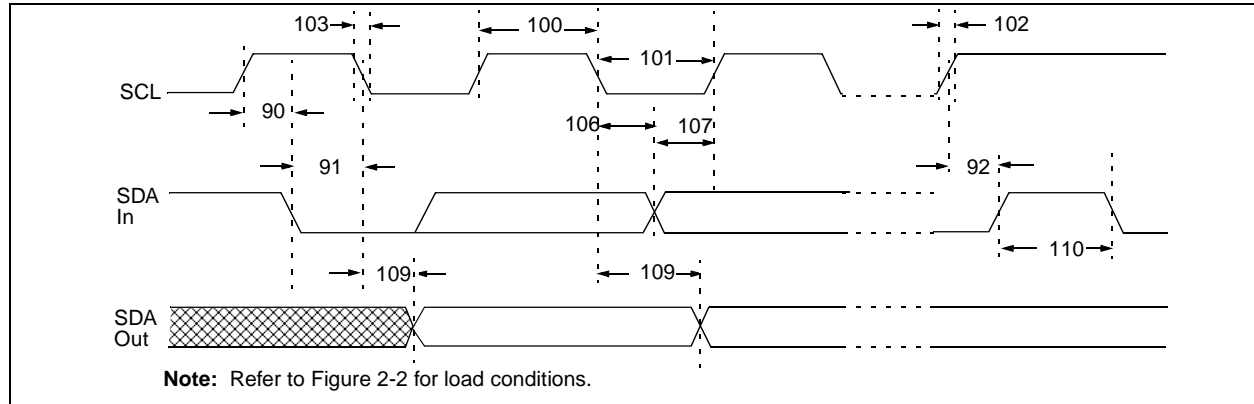 103
100
102
101
SCL
90
106
107
91
92
SDA
In
110
109
109
SDA
Out
Note: Refer to Figure 2-2 for load conditions.